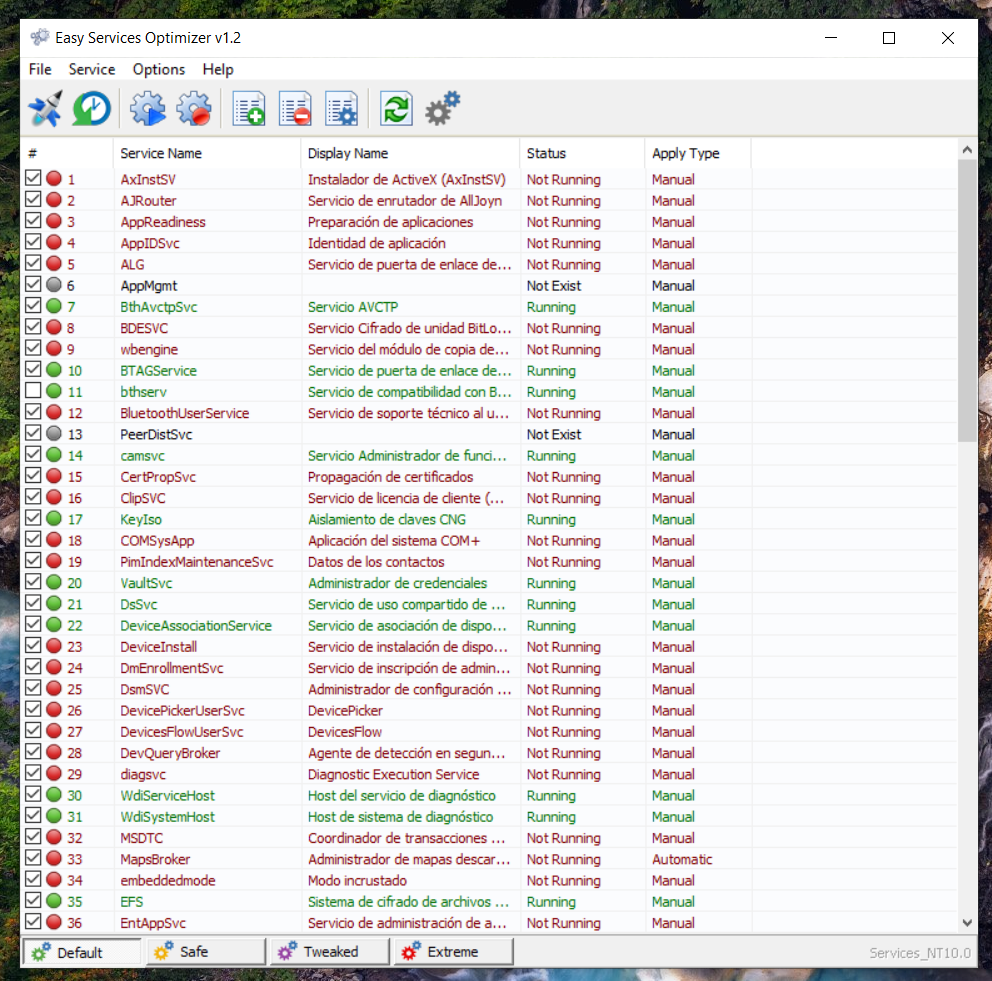 Easy Services Optimizer v1.2
File Service Options Help
# Service Name Display Name Status Apply Type
1 AxInstSV Instalador de ActiveX (AxInstSV) Not Running Manual
2 AJRouter Servicio de enrutador de AllJoyn Not Running Manual
3 AppReadiness Preparación de aplicaciones Not Running Manual
4 AppIDSvc Identidad de aplicación Not Running Manual
5 ALG Servicio de puerta de enlace de... Not Running Manual
6 AppMgmt Not Exist Manual
7 BthAvctpSvc Servicio AVCTP Running Manual
8 BDESVC Servicio Cifrado de unidad BitLo... Not Running Manual
9 wbengine Servicio del módulo de copia de... Not Running Manual
10 BTAGService Servicio de puerta de enlace de... Running Manual
11 bthserv Servicio de compatibilidad con B... Running Manual
12 BluetoothUserService Servicio de soporte técnico al u... Not Running Manual
13 PeerDistSvc Not Exist Manual
14 camsvc Servicio Administrador de funci... Running Manual
15 CertPropSvc Propagación de certificados Not Running Manual
16 ClipSVC Servicio de licencia de cliente (... Not Running Manual
17 KeyIso Aislamiento de claves CNG Running Manual
18 COMSysApp Aplicación del sistema COM+ Not Running Manual
19 PimIndexMaintenanceSvc Datos de los contactos Not Running Manual
20 VaultSvc Administrador de credenciales Running Manual
21 DsSvc Servicio de uso compartido de ... Running Manual
22 DeviceAssociationService Servicio de asociación de dispo... Running Manual
23 DeviceInstall Servicio de instalación de dispo... Not Running Manual
24 DmEnrollmentSvc Servicio de inscripción de admin... Not Running Manual
25 DsmSVC Administrador de configuración ... Not Running Manual
26 DevicePickerUserSvc DevicePicker Not Running Manual
27 DevicesFlowUserSvc DevicesFlow Not Running Manual
28 DevQueryBroker Agente de detección en segun... Not Running Manual
29 diagsvc Diagnostic Execution Service Not Running Manual
30 WdiServiceHost Host del servicio de diagnóstico Running Manual
31 WdiSystemHost Host de sistema de diagnóstico Running Manual
32 MSDTC Coordinador de transacciones ... Not Running Manual
33 MapsBroker Administrador de mapas descar... Not Running Automatic
34 embeddedmode Modo incrustado Not Running Manual
35 EFS Sistema de cifrado de archivos ... Running Manual
36 EntAppSvc Servicio de administración de a... Not Running Manual
Default Safe Tweaked Extreme Services_NT10.0